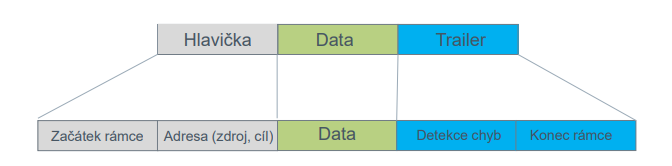 Hlavička Data Trailer
Začátek rámce Adresa (zdroj, cíl) Data Detekce chyb Konec rámce